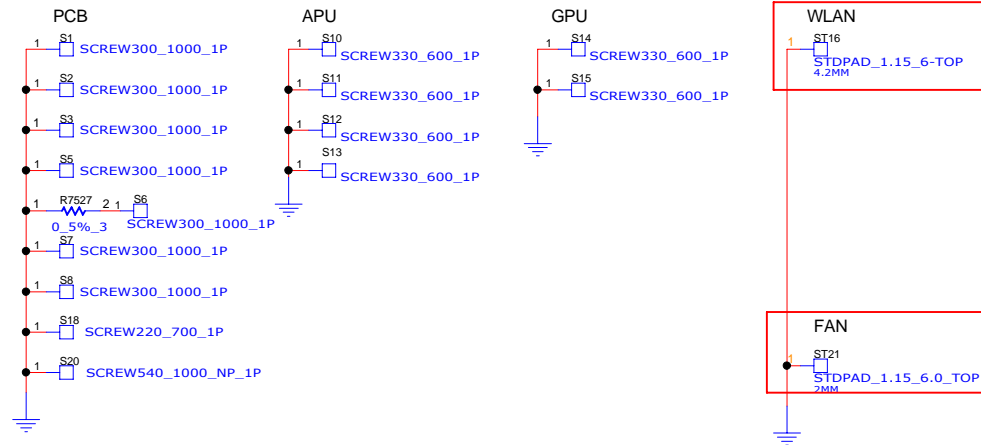 PCB
1 S1 SCREW300_1000_1P
1 S2 SCREW300_1000_1P
1 S3 SCREW300_1000_1P
1 S5 SCREW300_1000_1P
1 R7527 2 1 S6
0_5%_3 SCREW300_1000_1P
1 S7 SCREW300_1000_1P
1 S8 SCREW300_1000_1P
1 S18 SCREW220_700_1P
1 S20 SCREW540_1000_NP_1P
APU
1 S10 SCREW330_600_1P
1 S11 SCREW330_600_1P
1 S12 SCREW330_600_1P
1 S13 SCREW330_600_1P
GPU
1 S14 SCREW330_600_1P
1 S15 SCREW330_600_1P
WLAN
1 ST16
STDPAD_1.15_6-TOP
4.2MM
FAN
1 ST21
STDPAD_1.15_6.0_TOP
2MM